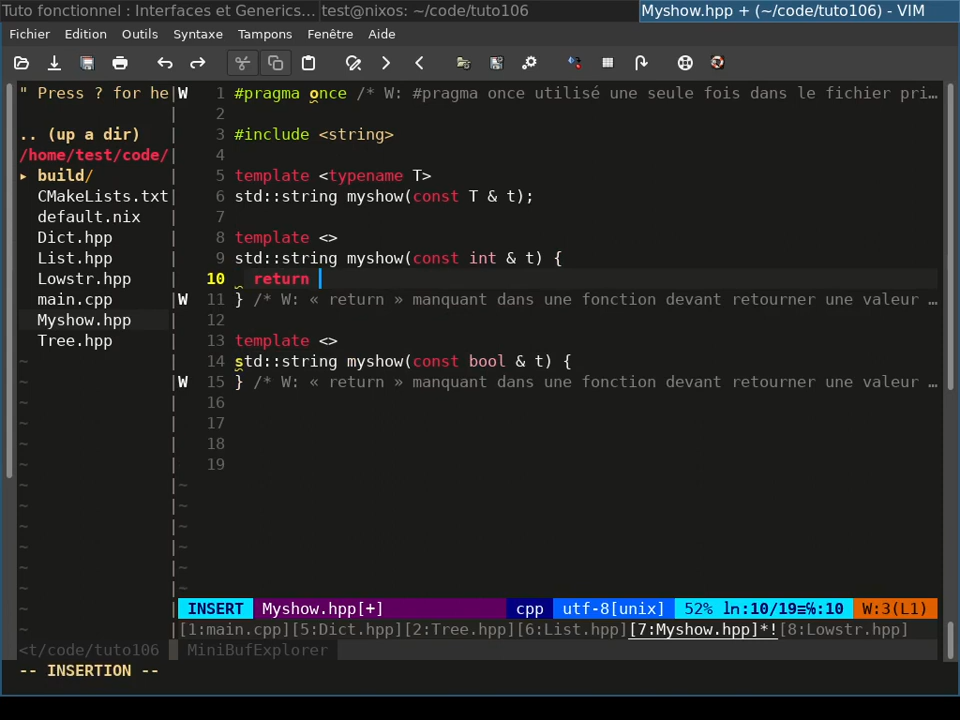 Tuto fonctionnel : Interfaces et Generics... test@nixos: ~/code/tuto106 Myshow.hpp + (~/code/tuto106) - VIM
Fichier Edition Outils Syntaxe Tampons Fenêtre Aide
" Press ? for he|W 1 #pragma once /* W: #pragma once utilisé une seule fois dans le fichier pri…
| 2
.. (up a dir) | 3 #include <string>
/home/test/code/| 4
▸ build/ | 5 template <typename T>
CMakeLists.txt| 6 std::string myshow(const T & t);
default.nix | 7
Dict.hpp | 8 template <>
List.hpp | 9 std::string myshow(const int & t) {
Lowstr.hpp | 10 return
main.cpp |W 11 } /* W: « return » manquant dans une fonction devant retourner une valeur …
Myshow.hpp | 12
Tree.hpp | 13 template <>
~ | 14 std::string myshow(const bool & t) {
~ |W 15 } /* W: « return » manquant dans une fonction devant retourner une valeur …
~ | 16
~ | 17
~ | 18
~ | 19
~ |~
~ |~
~ |~
~ |~
~ |~
~ |~
~ INSERT Myshow.hpp[+] cpp utf-8[unix] 52% ln:10/19≡℅:10 W:3(L1)
~ |[1:main.cpp][5:Dict.hpp][2:Tree.hpp][6:List.hpp][7:Myshow.hpp]*![8:Lowstr.hpp]
<t/code/tuto106 MiniBufExplorer
-- INSERTION --